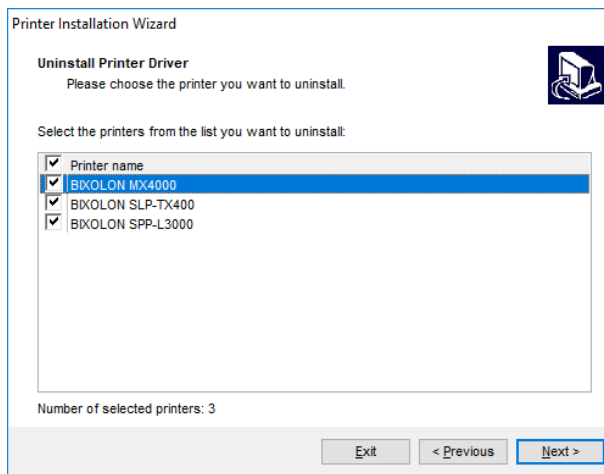 Printer Installation Wizard
Uninstall Printer Driver
Please choose the printer you want to uninstall.
Select the printers from the list you want to uninstall:
Printer name
BIXOLON MX4000
BIXOLON SLP-TX400
BIXOLON SPP-L3000
Number of selected printers: 3
Exit < Previous Next >